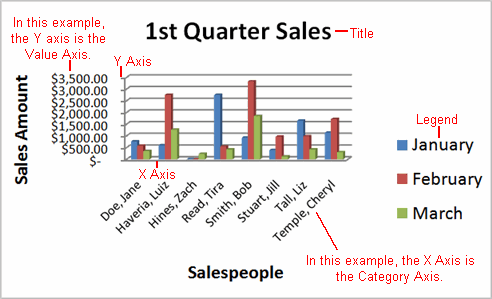 In this example,
the Y axis is the
Value Axis.
1st Quarter Sales
Title
Y Axis
Sales Amount
$3,500.00
$3,000.00
$2,500.00
$2,000.00
$1,500.00
$1,000.00
$500.00
$-
X Axis
Doe, Jane
Haveria, Luiz
Hines, Zach
Read, Tira
Smith, Bob
Stuart, Jill
Tall, Liz
Temple, Cheryl
Salespeople
Legend
January
February
March
In this example, the X Axis is
the Category Axis.